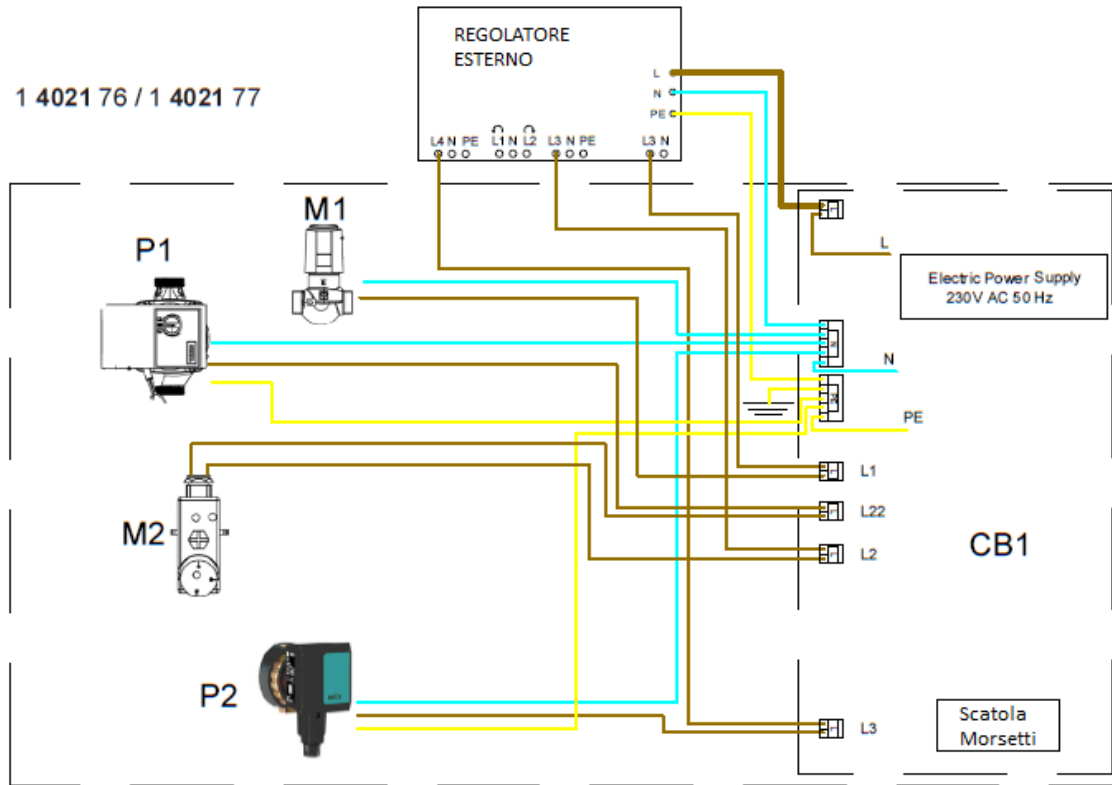 REGOLATORE
ESTERNO
L
N
PE
1 4021 76 / 1 4021 77
L4 N PE
L1 N L2
L3 N PE
L3 N
M1
P1
L
L
Electric Power Supply
230V AC 50 Hz
N
N
PE
PE
L
L1
L
L22
M2
L
L2
CB1
P2
L
L3
Scatola
Morsetti